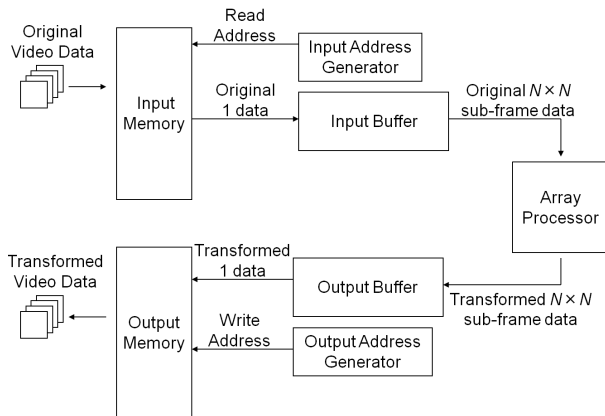 Original
Video Data
Read
Address
Input Address
Generator
Input
Memory
Original
1 data
Input Buffer
Original N × N
sub-frame data
Array
Processor
Transformed
Video Data
Transformed
1 data
Output Buffer
Transformed N × N
sub-frame data
Output
Memory
Write
Address
Output Address
Generator